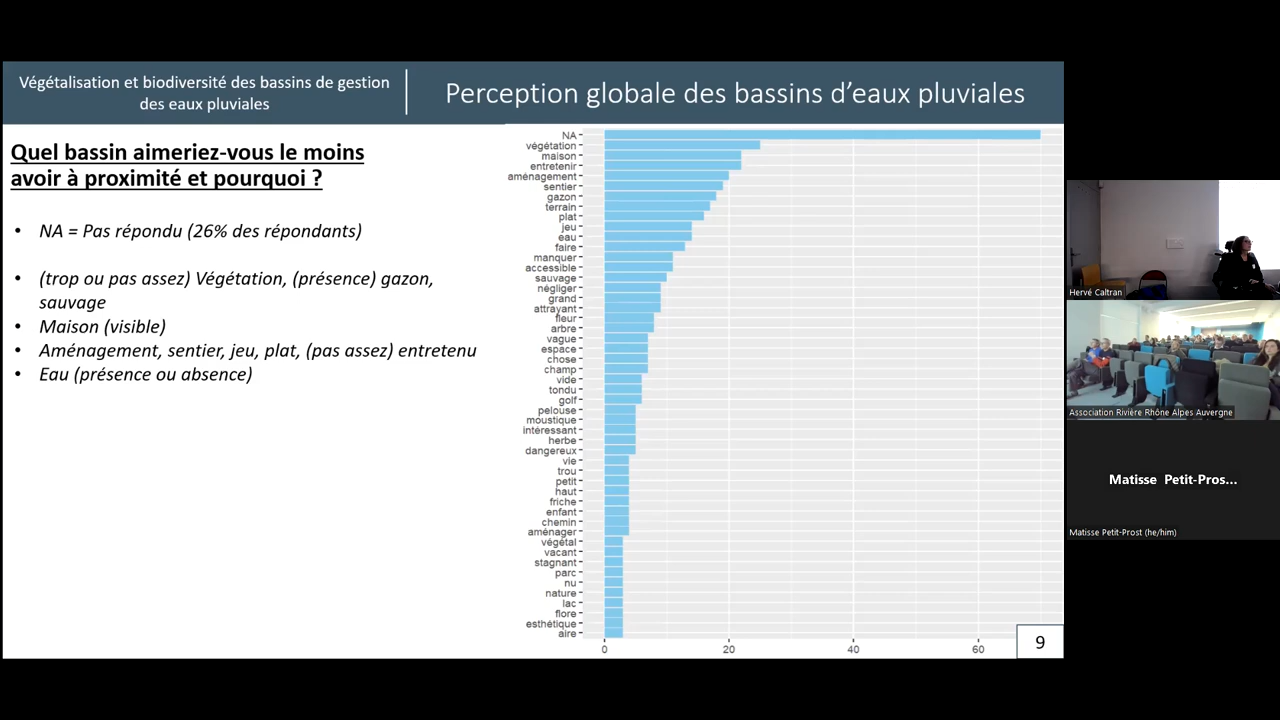 Végétalisation et biodiversité des bassins de gestion
des eaux pluviales
Perception globale des bassins d'eaux pluviales
Quel bassin aimeriez-vous le moins
avoir à proximité et pourquoi ?
• NA = Pas répondu (26% des répondants)
• (trop ou pas assez) Végétation, (présence) gazon,
sauvage
• Maison (visible)
• Aménagement, sentier, jeu, plat, (pas assez) entretenu
• Eau (présence ou absence)
NA
végétation
maison
entretenir
aménagement
sentier
gazon
terrain
plat
jeu
eau
faire
manquer
accessible
sauvage
négliger
grand
attrayant
fleur
arbre
vague
espace
chose
champ
vide
tondu
golf
pelouse
moustique
intéressant
herbe
dangereux
vie
trou
petit
haut
friche
enfant
chemin
aménager
végétal
vacant
stagnant
parc
nu
nature
lac
flore
esthétique
aire
0 20 40 60
9
Hervé Caltran
Association Rivière Rhône Alpes Auvergne
Matisse Petit-Pros...
Matisse Petit-Prost (he/him)